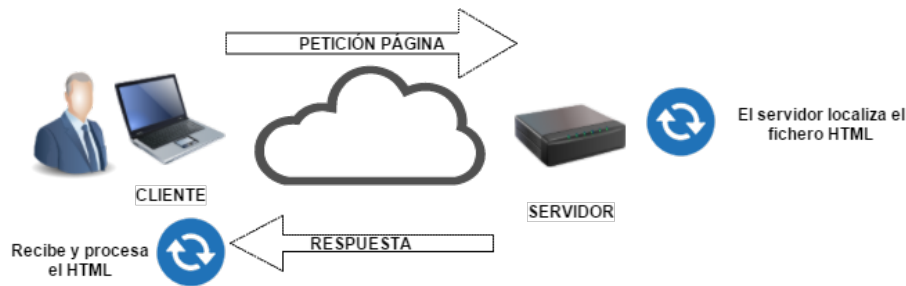 PETICIÓN PÁGINA
El servidor localiza el
fichero HTML
CLIENTE
SERVIDOR
RESPUESTA
Recibe y procesa
el HTML